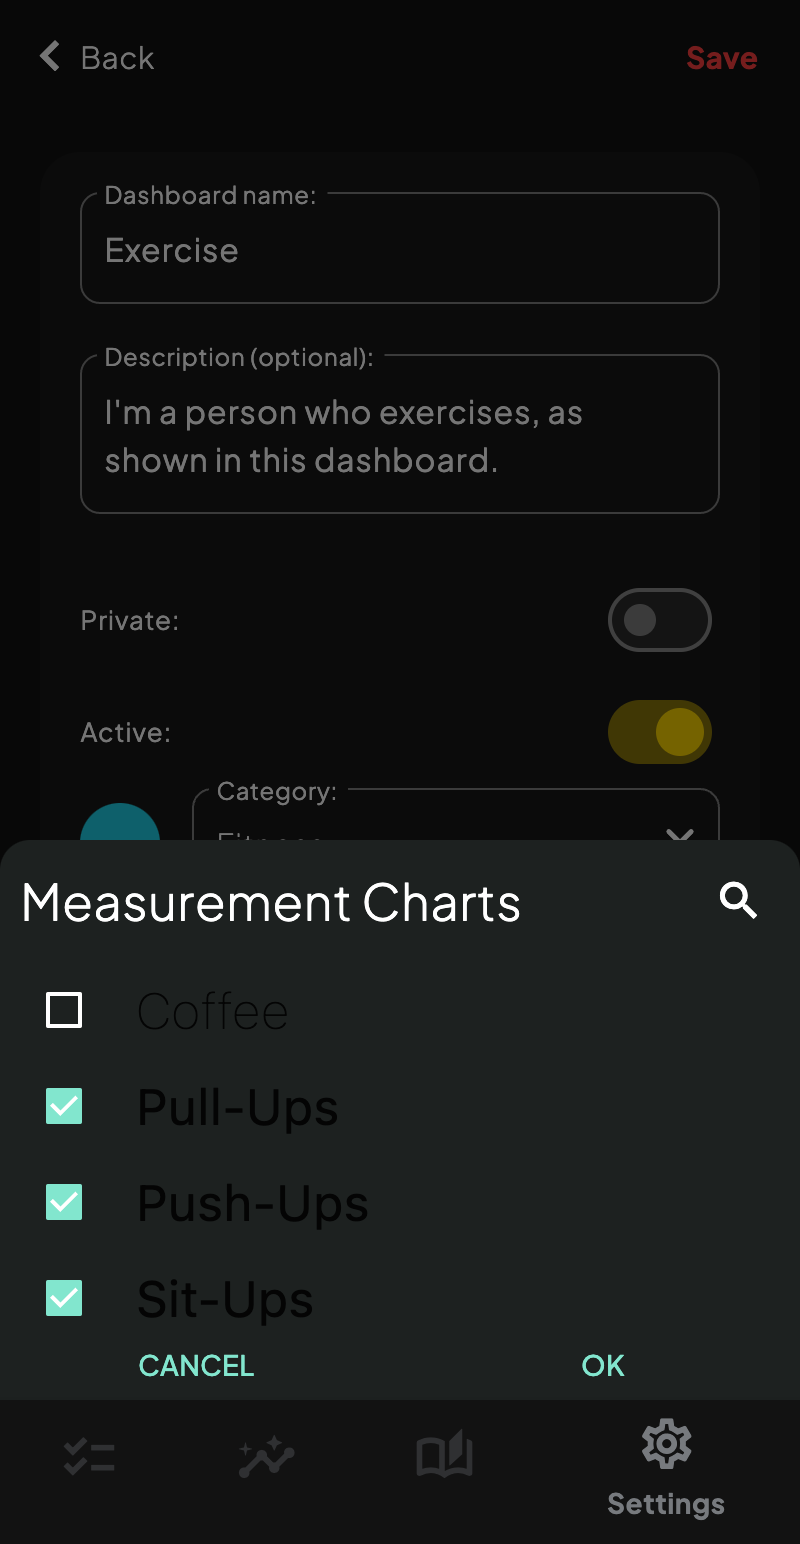 Back
Save
Dashboard name:
Exercise
Description (optional):
I'm a person who exercises, as
shown in this dashboard.
Private:
Active:
Category:
Fitness
Measurement Charts
Coffee
Pull-Ups
Push-Ups
Sit-Ups
CANCEL
OK
Settings